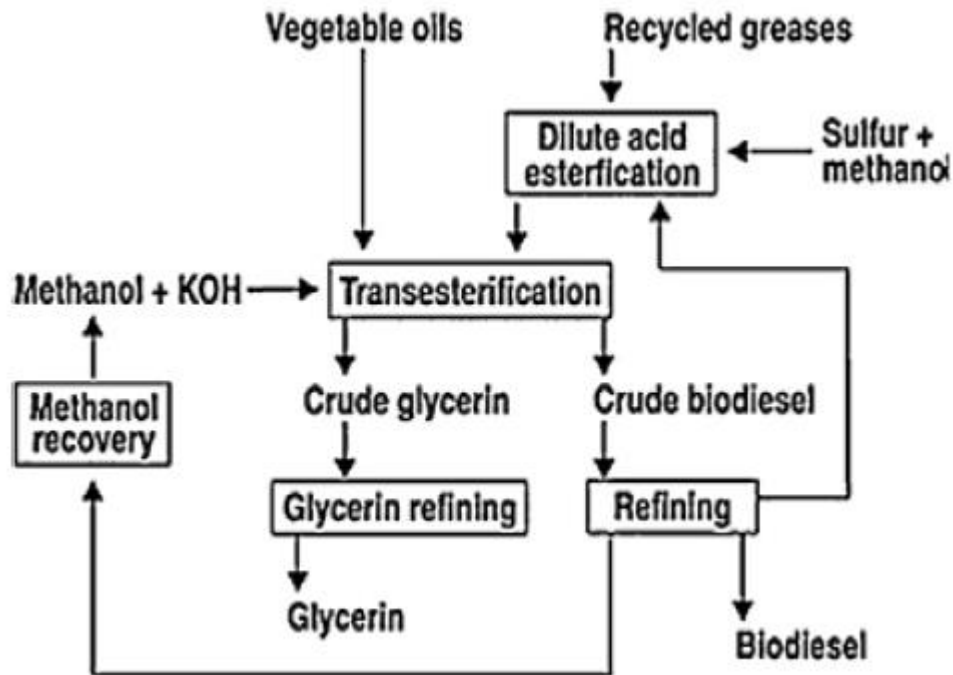 Vegetable oils
Recycled greases
Dilute acid
esterfication
Sulfur +
methanol
Methanol + KOH
Transesterification
Methanol
recovery
Crude glycerin
Crude biodiesel
Glycerin refining
Refining
Glycerin
Biodiesel